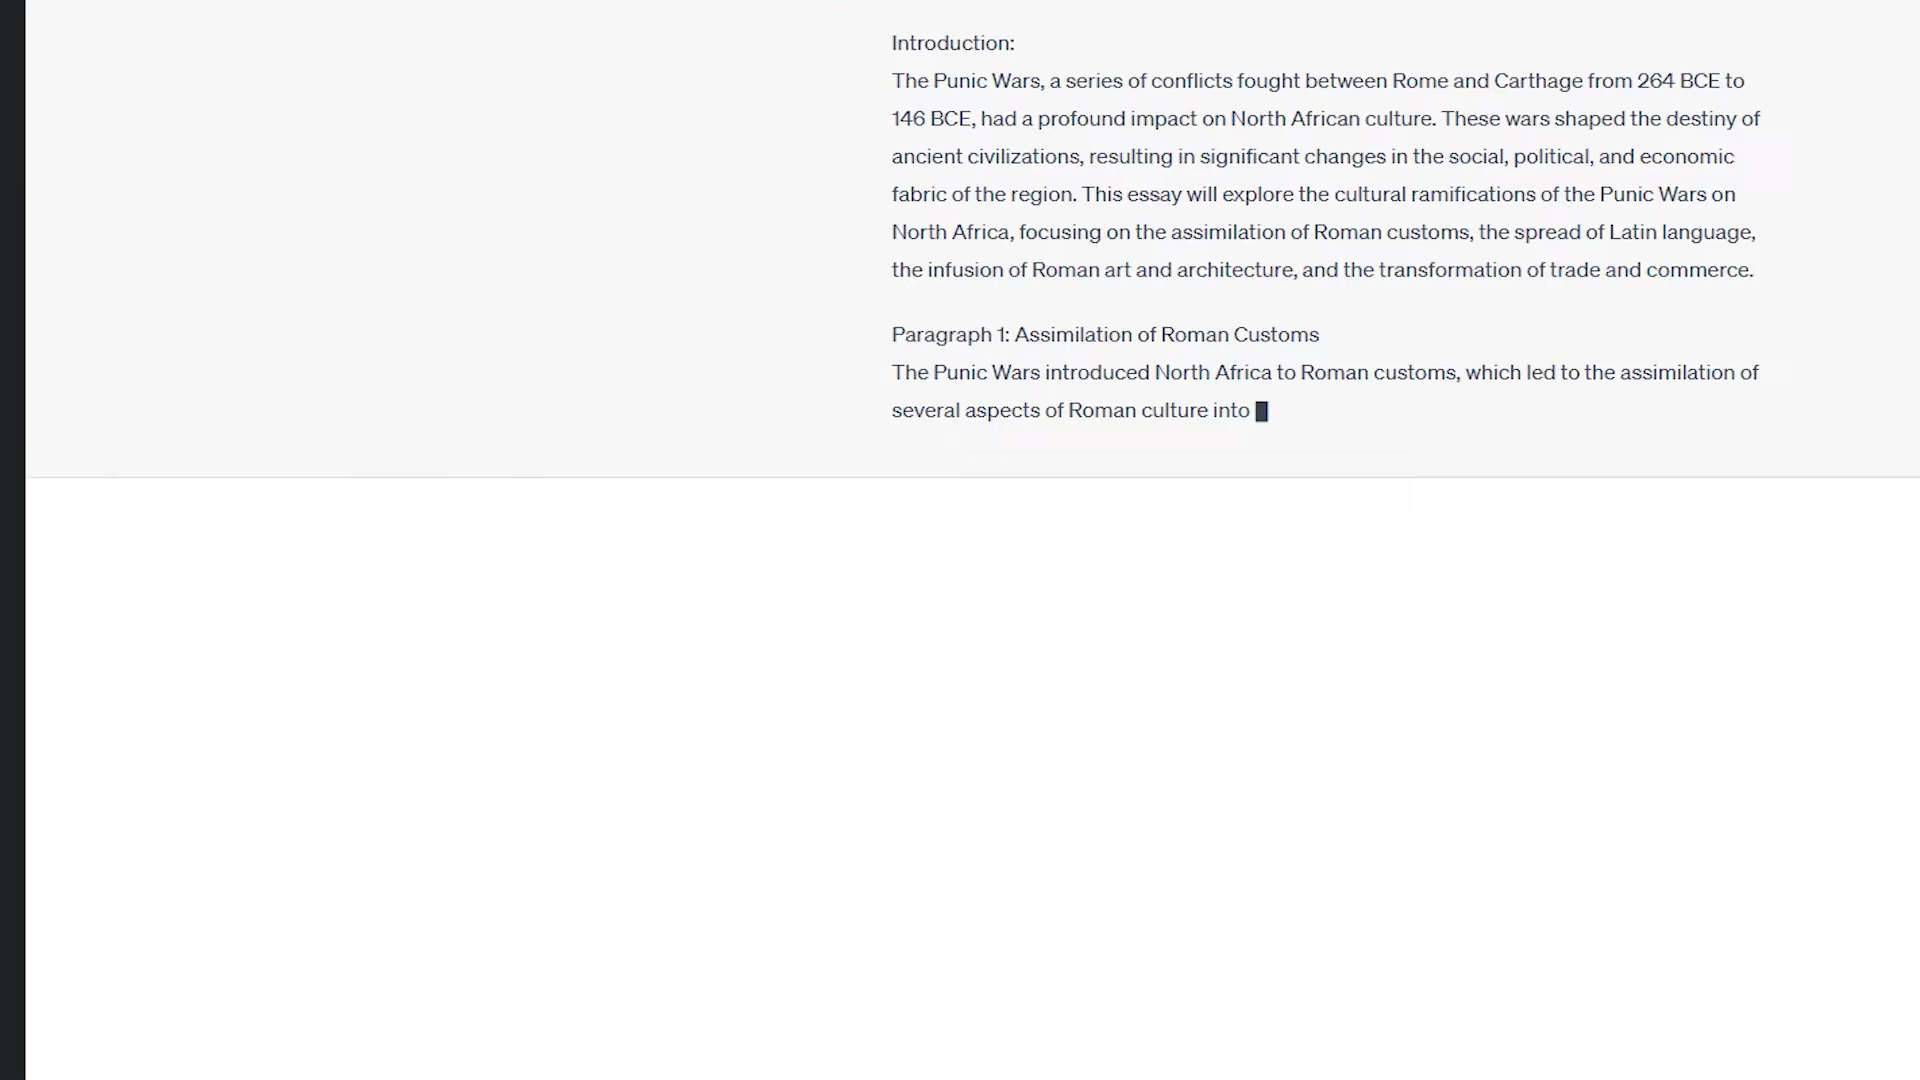 Introduction:
The Punic Wars, a series of conflicts fought between Rome and Carthage from 264 BCE to
146 BCE, had a profound impact on North African culture. These wars shaped the destiny of
ancient civilizations, resulting in significant changes in the social, political, and economic
fabric of the region. This essay will explore the cultural ramifications of the Punic Wars on
North Africa, focusing on the assimilation of Roman customs, the spread of Latin language,
the infusion of Roman art and architecture, and the transformation of trade and commerce.
Paragraph 1: Assimilation of Roman Customs
The Punic Wars introduced North Africa to Roman customs, which led to the assimilation of
several aspects of Roman culture into